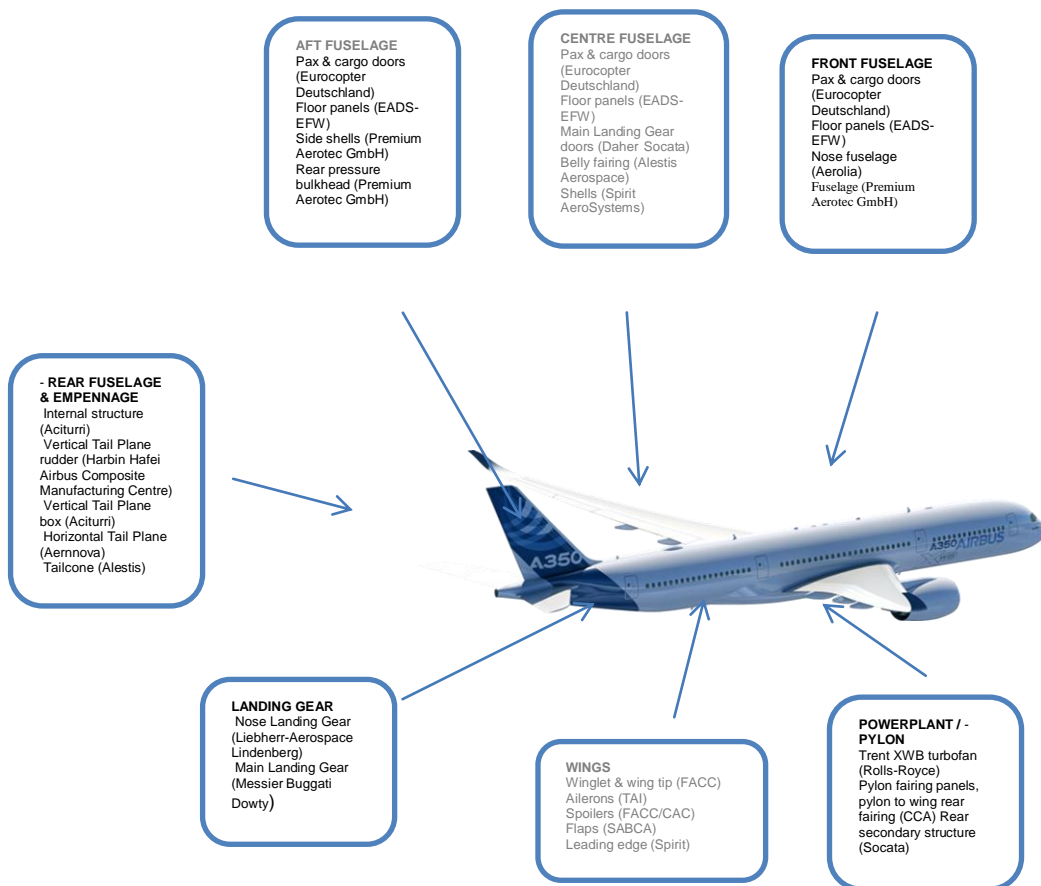 AFT FUSELAGE
Pax & cargo doors
(Eurocopter
Deutschland)
Floor panels (EADS-
EFW)
Side shells (Premium
Aerotec GmbH)
Rear pressure
bulkhead (Premium
Aerotec GmbH)
CENTRE FUSELAGE
Pax & cargo doors
(Eurocopter
Deutschland)
Floor panels (EADS-
EFW)
Main Landing Gear
doors (Daher Socata)
Belly fairing (Alestis
Aerospace)
Shells (Spirit
AeroSystems)
FRONT FUSELAGE
Pax & cargo doors
(Eurocopter
Deutschland)
Floor panels (EADS-
EFW)
Nose fuselage
(Aerolia)
Fuselage (Premium
Aerotec GmbH)
- REAR FUSELAGE
& EMPENNAGE
Internal structure
(Aciturri)
Vertical Tail Plane
rudder (Harbin Hafei
Airbus Composite
Manufacturing Centre)
Vertical Tail Plane
box (Aciturri)
Horizontal Tail Plane
(Aernnova)
Tailcone (Alestis)
A350
A350 AIRBUS
LANDING GEAR
Nose Landing Gear
(Liebherr-Aerospace
Lindenberg)
Main Landing Gear
(Messier Buggati
Dowty)
WINGS
Winglet & wing tip (FACC)
Ailerons (TAI)
Spoilers (FACC/CAC)
Flaps (SABCA)
Leading edge (Spirit)
POWERPLANT / -
PYLON
Trent XWB turbofan
(Rolls-Royce)
Pylon fairing panels,
pylon to wing rear
fairing (CCA) Rear
secondary structure
(Socata)